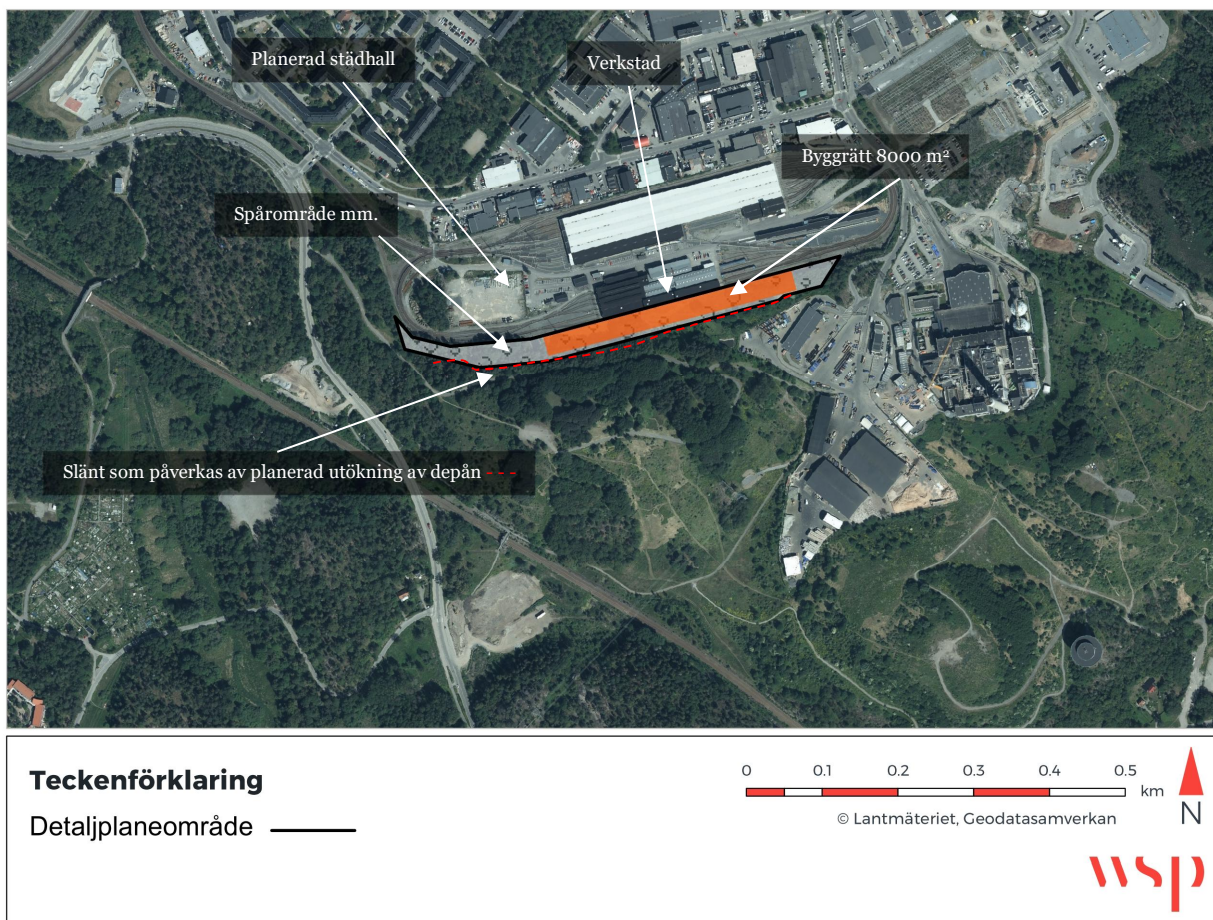 Planerad städhall
Verkstad
Byggrätt 8000 m²
Spårområde mm.
Slänt som påverkas av planerad utökning av depån
Teckenförklaring
Detaljplaneområde
0 0.1 0.2 0.3 0.4 0.5
km
© Lantmäteriet, Geodatasamverkan
N
wsp